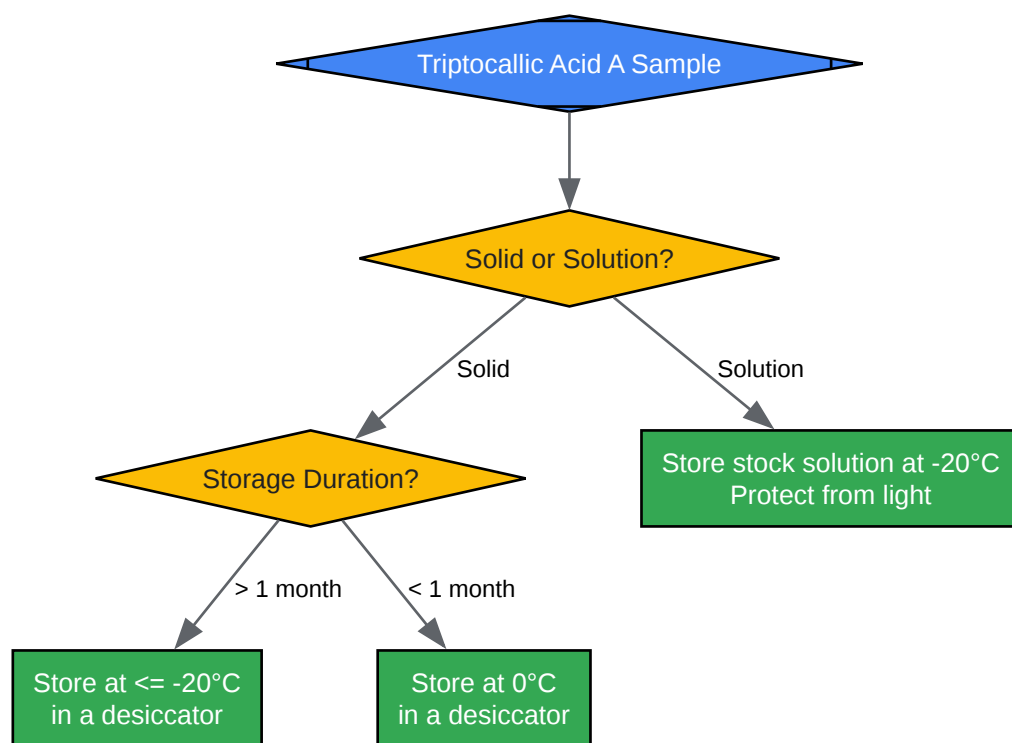 Triptocallic Acid A Sample
Solid or Solution?
Solid
Solution
Storage Duration?
Store stock solution at -20°C
Protect from light
> 1 month
< 1 month
Store at <= -20°C
in a desiccator
Store at 0°C
in a desiccator